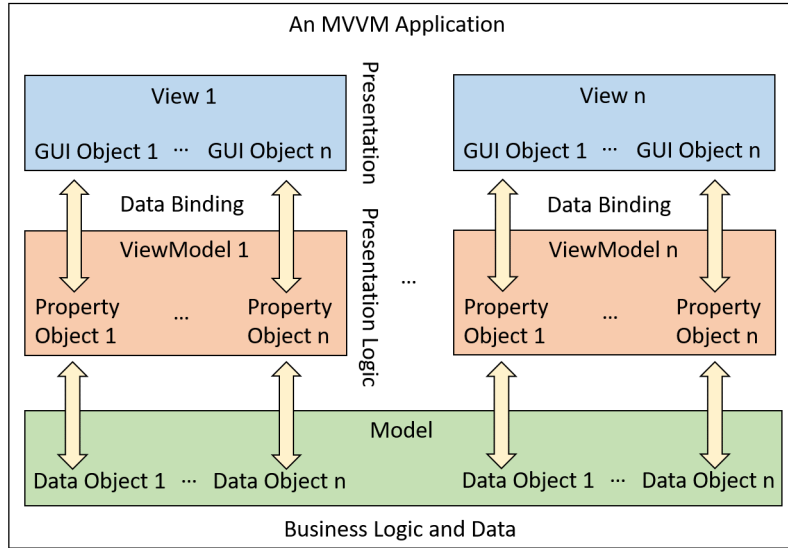 An MVVM Application
View 1
GUI Object 1 ... GUI Object n
Presentation
View n
GUI Object 1 ... GUI Object n
Data Binding
Data Binding
ViewModel 1
Property ... Property
Object 1 Object n
Presentation Logic
...
ViewModel n
Property ... Property
Object 1 Object n
Model
Data Object 1 ... Data Object n
Data Object 1 ... Data Object n
Business Logic and Data